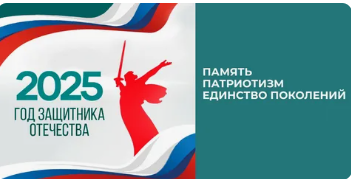 2025
ГОД ЗАЩИТНИКА
ОТЕЧЕСТВА
ПАМЯТЬ
ПАТРИОТИЗМ
ЕДИНСТВО ПОКОЛЕНИЙ